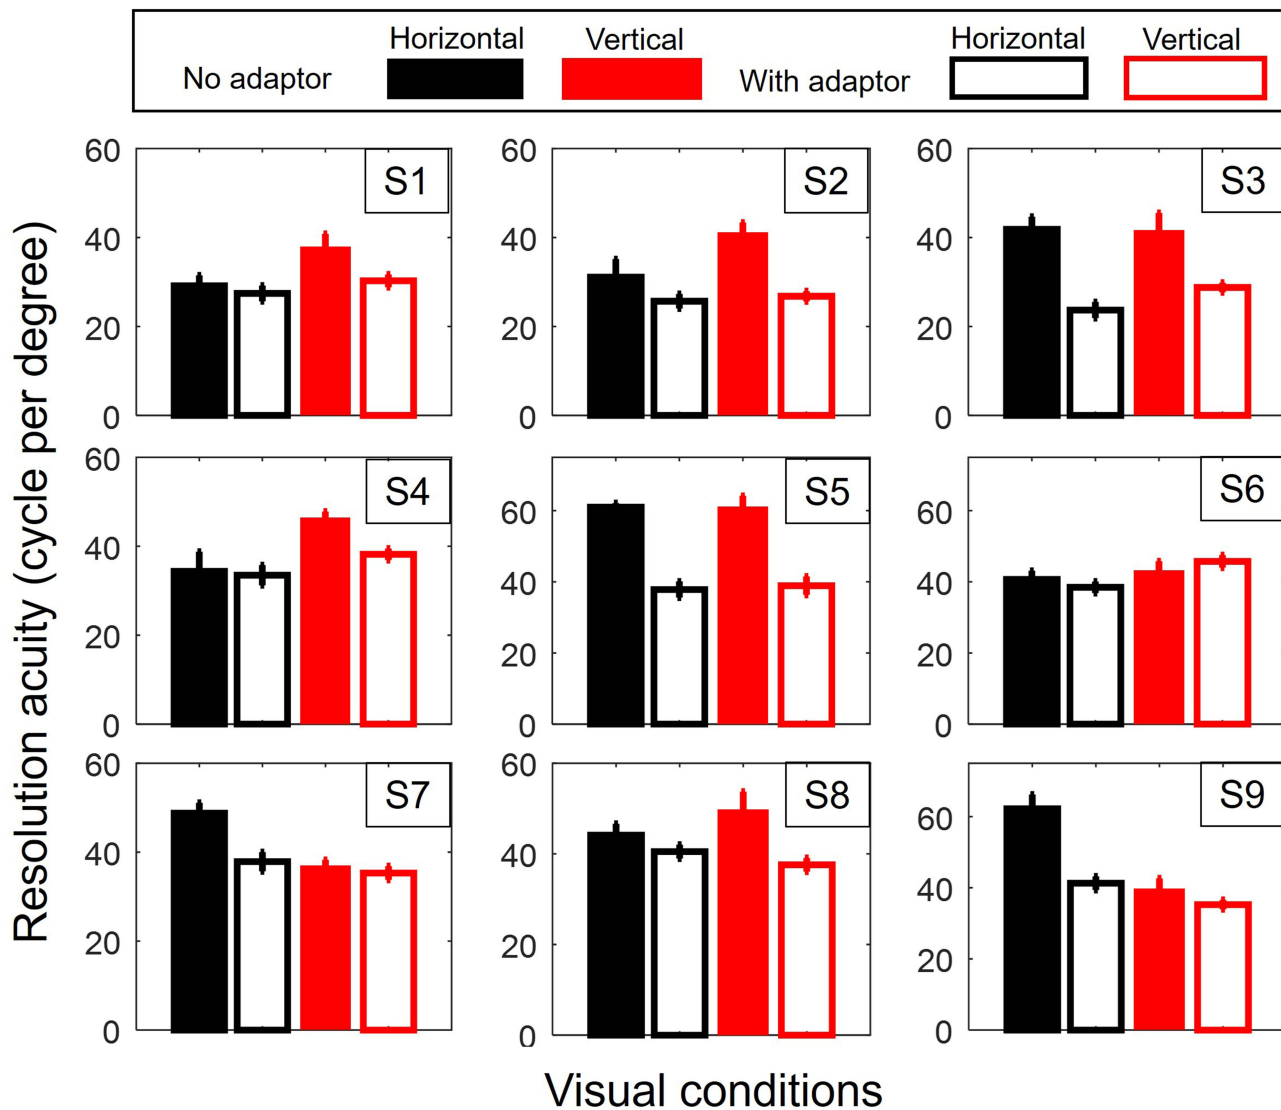 Horizontal Vertical Horizontal Vertical
No adaptor With adaptor
Resolution acuity (cycle per degree)
60 S1 60 S2 60 S3
40 40 40
20 20 20
0 0 0
60 S4 S5 S6
60 60
40 40 40
20 20 20
0 0 0
60 S7 60 S8 S9
60
40 40 40
20 20 20
0 0 0
Visual conditions